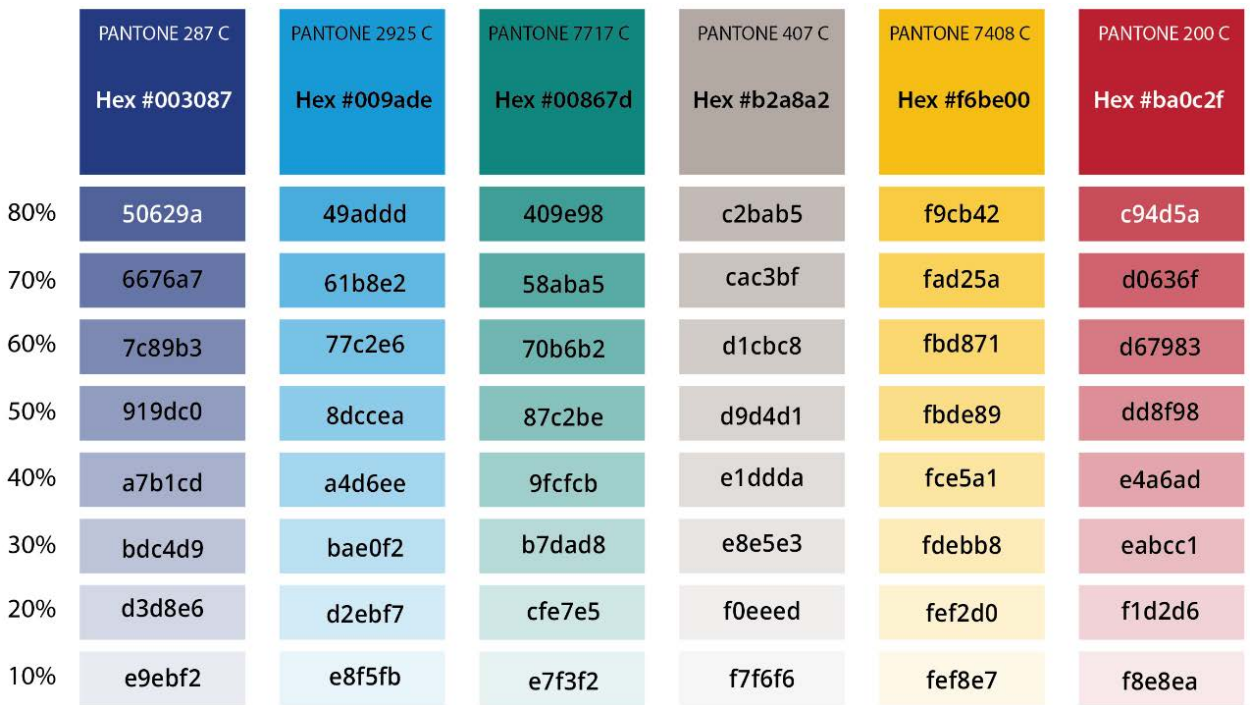 PANTONE 287 C PANTONE 2925 C PANTONE 7717 C PANTONE 407 C PANTONE 7408 C PANTONE 200 C
Hex #003087 Hex #009ade Hex #00867d Hex #b2a8a2 Hex #f6be00 Hex #ba0c2f
80% 50629a 49addd 409e98 c2bab5 f9cb42 c94d5a
70% 6676a7 61b8e2 58aba5 cac3bf fad25a d0636f
60% 7c89b3 77c2e6 70b6b2 d1cbc8 fbd871 d67983
50% 919dc0 8dccea 87c2be d9d4d1 fbde89 dd8f98
40% a7b1cd a4d6ee 9fcfcb e1ddda fce5a1 e4a6ad
30% bdc4d9 bae0f2 b7dad8 e8e5e3 fdebb8 eabcc1
20% d3d8e6 d2ebf7 cfe7e5 f0eeed fef2d0 f1d2d6
10% e9ebf2 e8f5fb e7f3f2 f7f6f6 fef8e7 f8e8ea